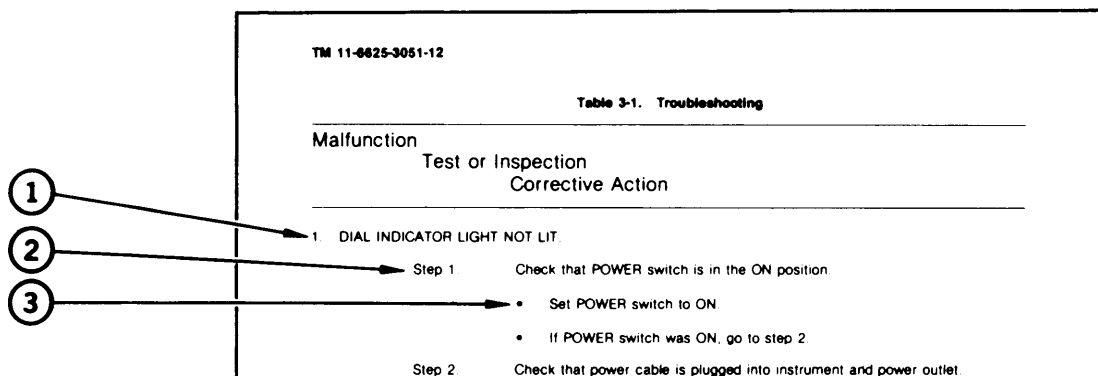 TM 11-6625-3051-12
Table 3-1. Troubleshooting
Malfunction
Test or Inspection
Corrective Action
1 1. DIAL INDICATOR LIGHT NOT LIT.
2 Step 1. Check that POWER switch is in the ON position.
3 • Set POWER switch to ON.
• If POWER switch was ON, go to step 2.
Step 2. Check that power cable is plugged into instrument and power outlet.